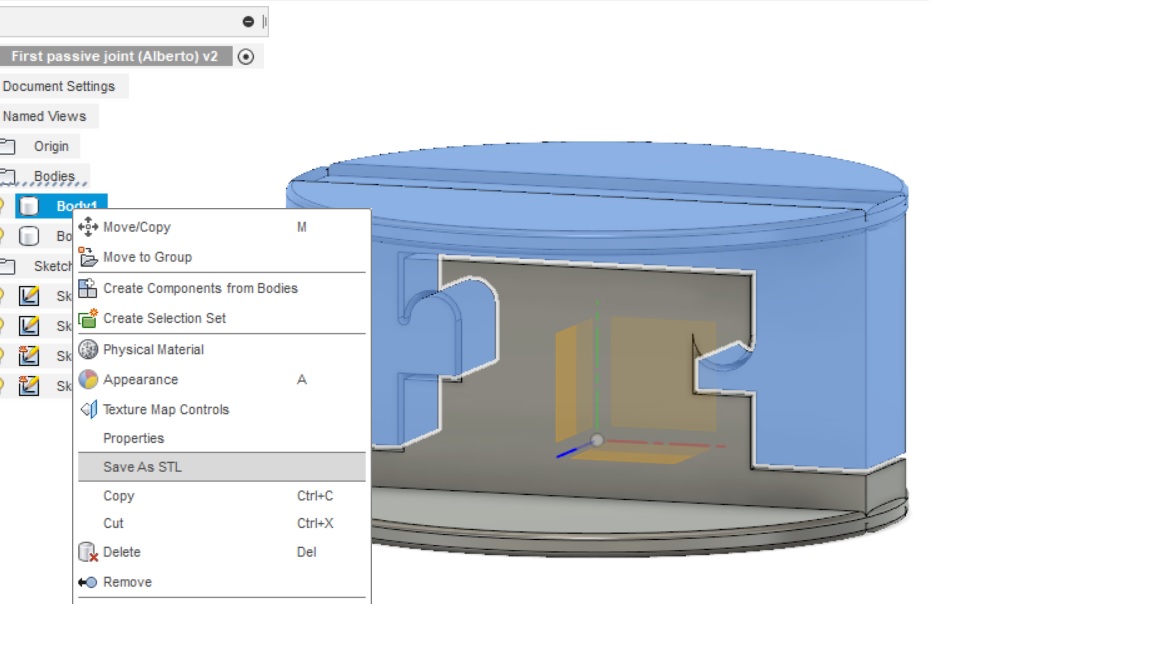 First passive joint (Alberto) v2
Document Settings
Named Views
Origin
Bodies
Body1
Move/Copy M
Move to Group
Create Components from Bodies
Create Selection Set
Physical Material
Appearance A
Texture Map Controls
Properties
Save As STL
Copy Ctrl+C
Cut Ctrl+X
Delete Del
Remove
Bo
Sketch
Sk
Sk
Sk
Sk